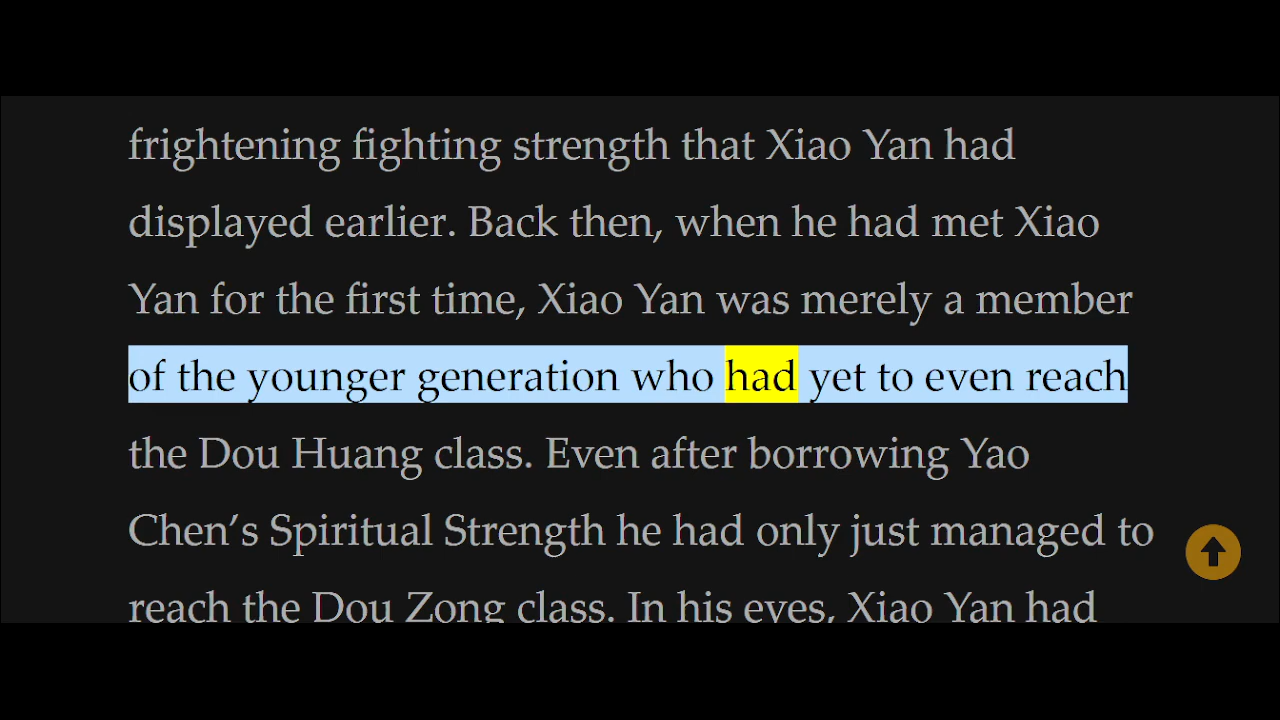 frightening fighting strength that Xiao Yan had
displayed earlier. Back then, when he had met Xiao
Yan for the first time, Xiao Yan was merely a member
of the younger generation who had yet to even reach
the Dou Huang class. Even after borrowing Yao
Chen’s Spiritual Strength he had only just managed to
reach the Dou Zong class. In his eyes, Xiao Yan had